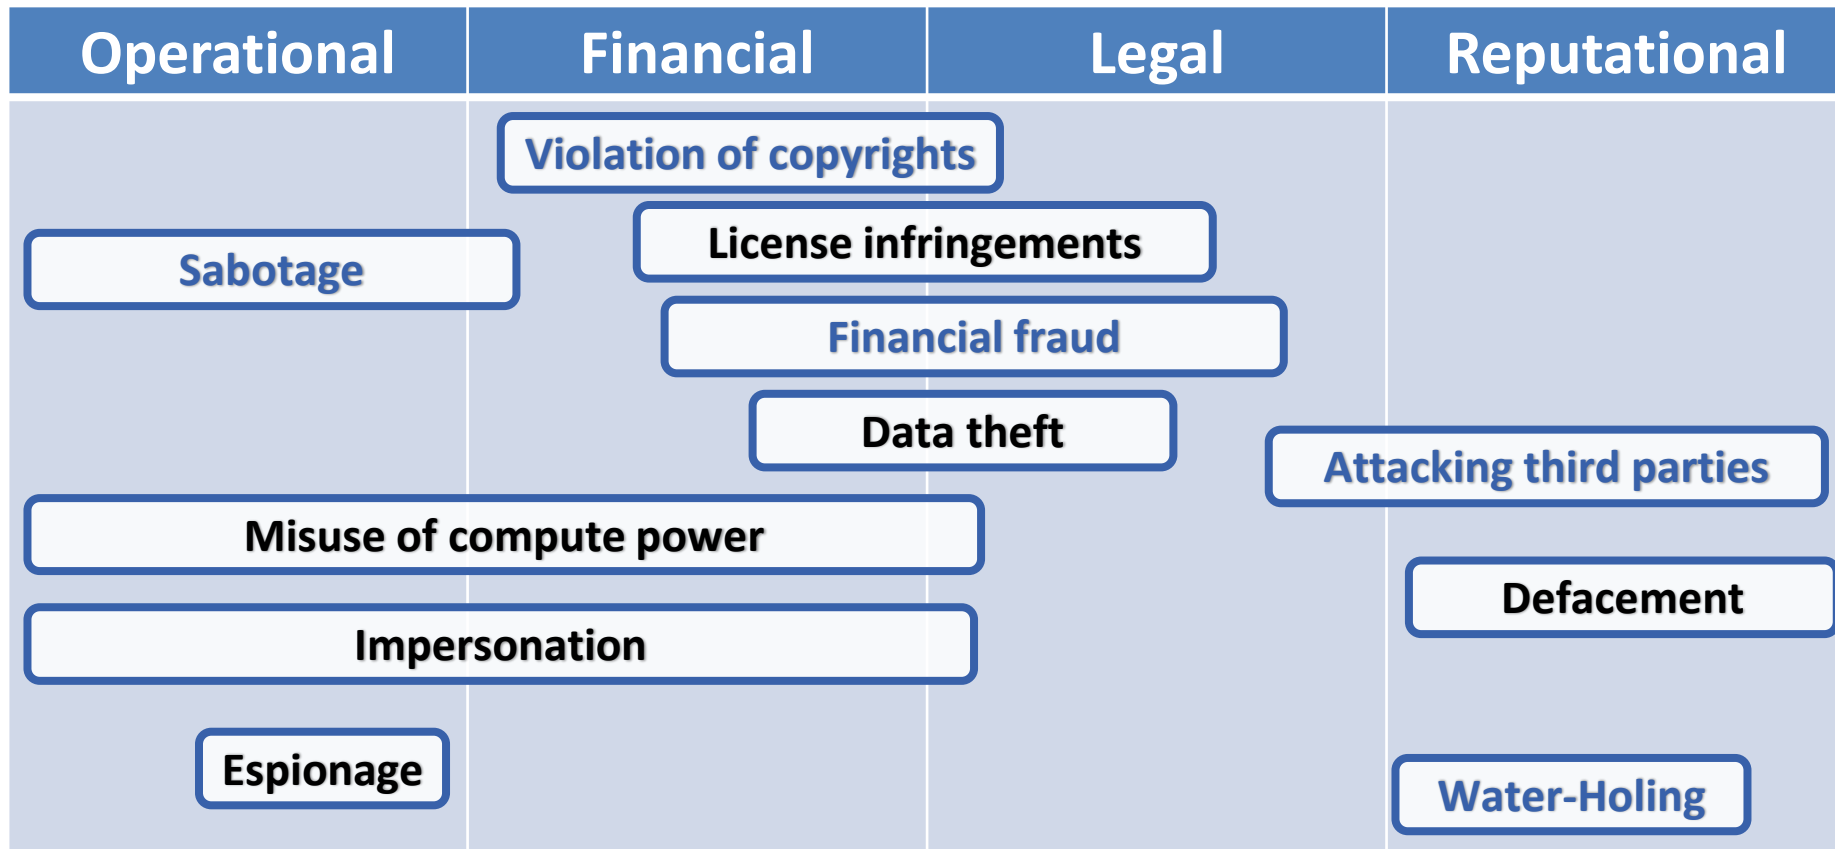 Operational
Financial
Legal
Reputational
Violation of copyrights
License infringements
Sabotage
Financial fraud
Data theft
Attacking third parties
Misuse of compute power
Defacement
Impersonation
Espionage
Water-Holing